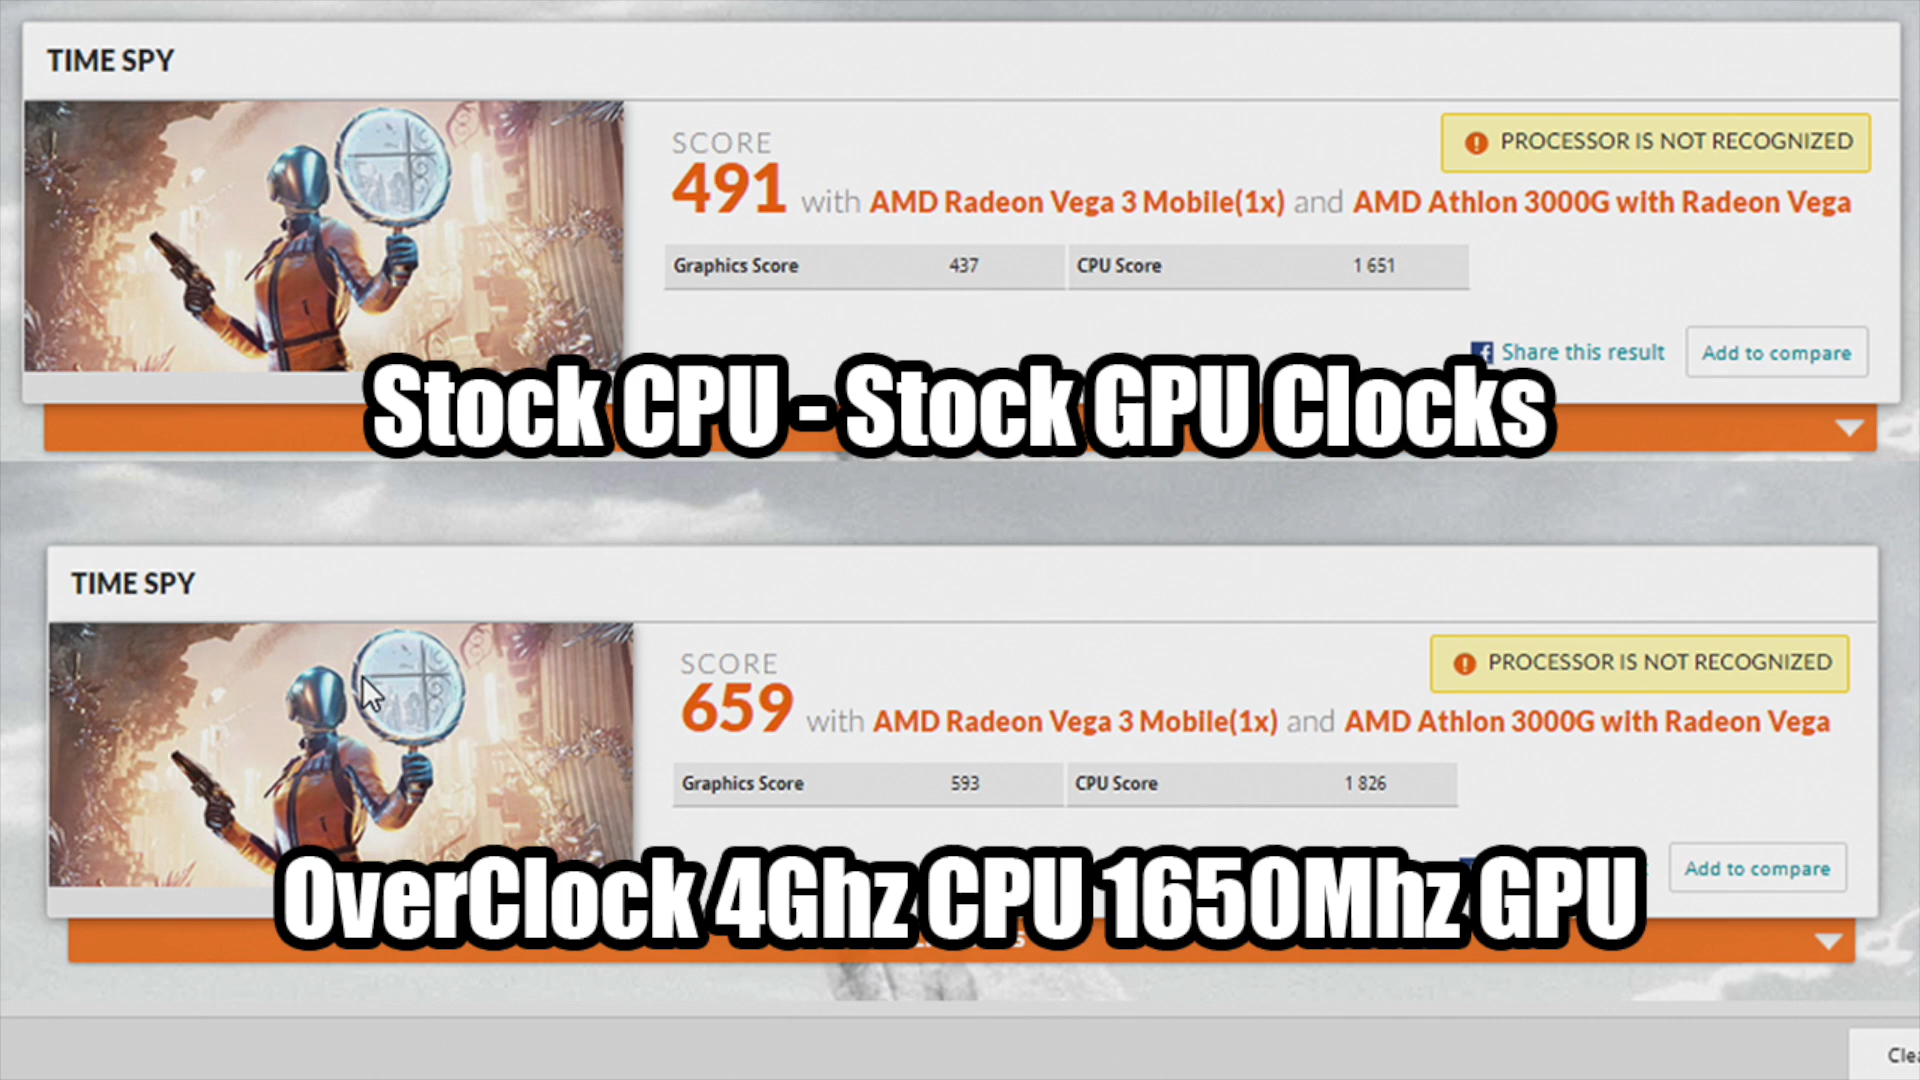 TIME SPY
SCORE
PROCESSOR IS NOT RECOGNIZED
491 with AMD Radeon Vega 3 Mobile(1x) and AMD Athlon 3000G with Radeon Vega
Graphics Score 437 CPU Score 1 651
Share this result Add to compare
Stock CPU - Stock GPU Clocks
TIME SPY
SCORE
PROCESSOR IS NOT RECOGNIZED
659 with AMD Radeon Vega 3 Mobile(1x) and AMD Athlon 3000G with Radeon Vega
Graphics Score 593 CPU Score 1 826
Add to compare
OverClock 4Ghz CPU 1650Mhz GPU